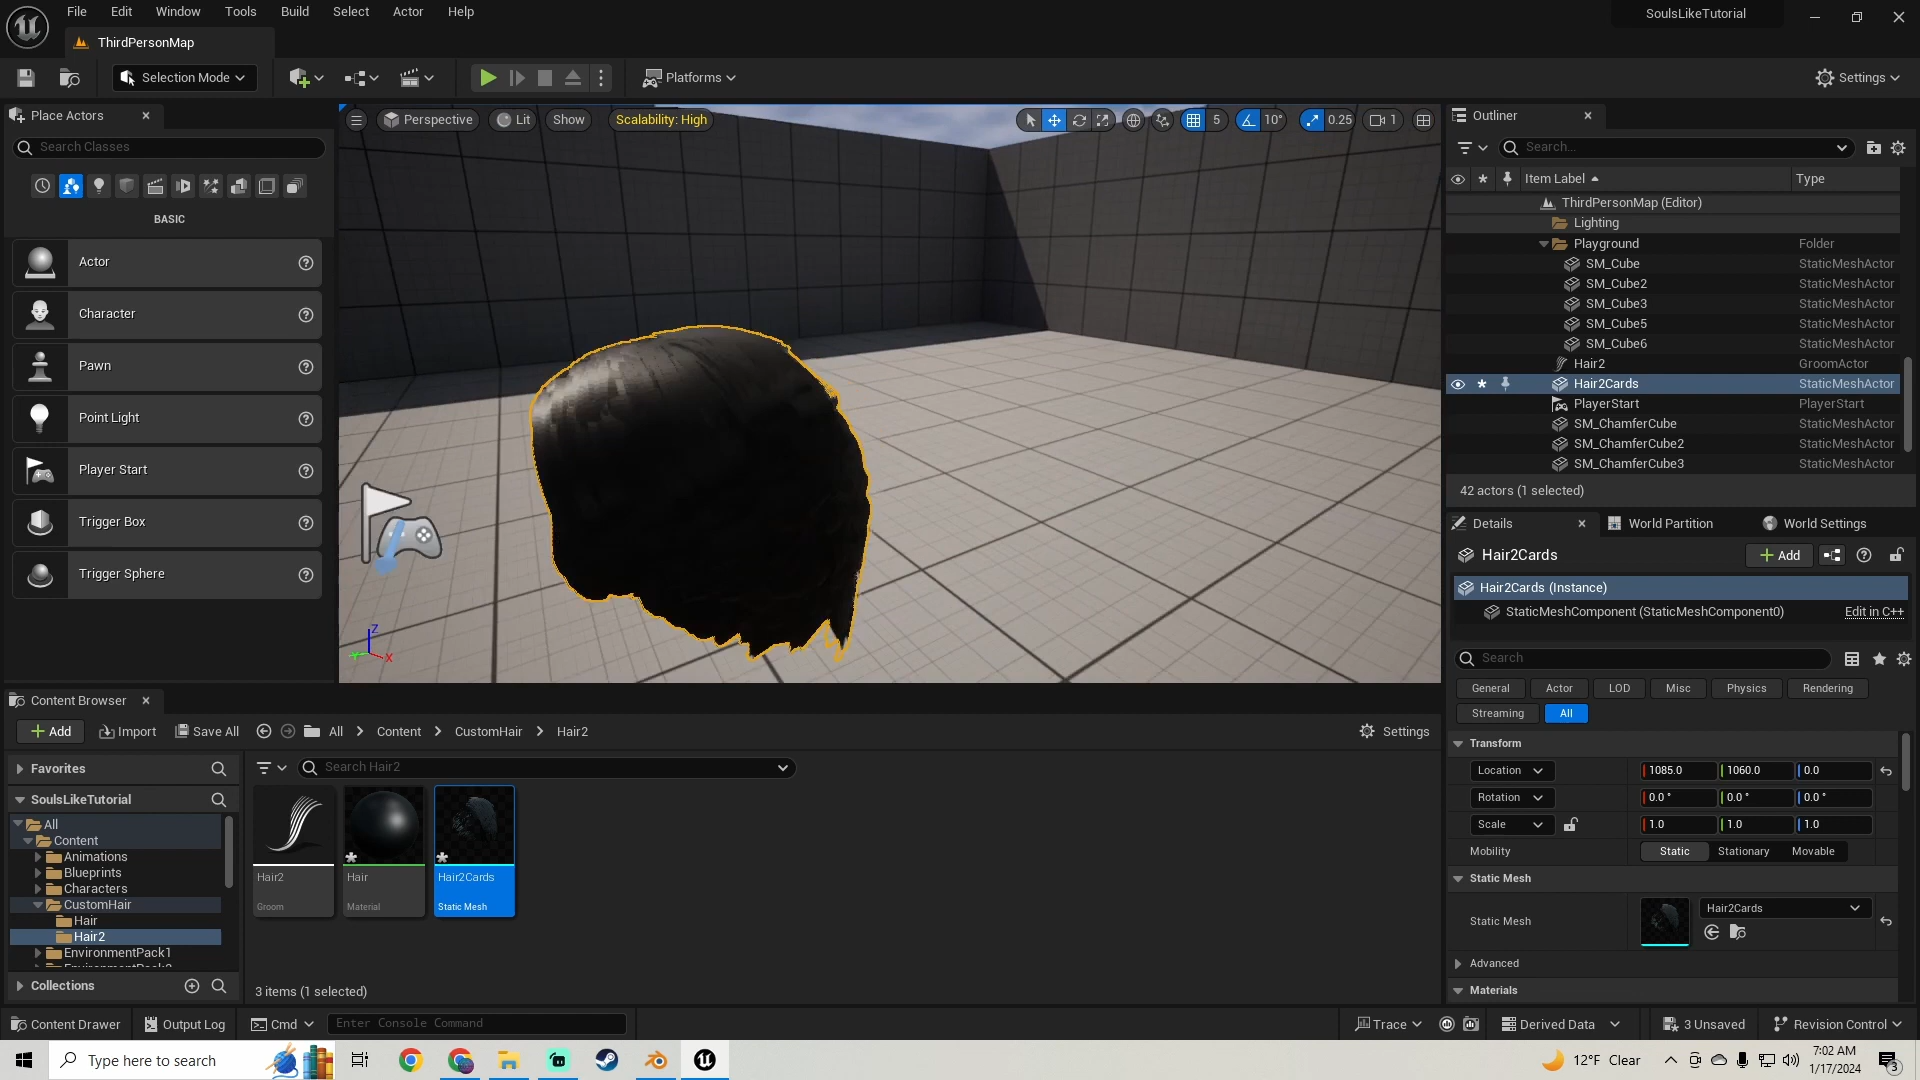 File Edit Window Tools Build Select Actor Help
SoulsLikeTutorial
ThirdPersonMap
Selection Mode
Platforms
Settings
Place Actors
Search Classes
BASIC
Actor
Character
Pawn
Point Light
Player Start
Trigger Box
Trigger Sphere
Perspective Lit Show Scalability: High
5 10° 0.25 1
Z
Y X
Outliner
Search...
Item Label Type
ThirdPersonMap (Editor)
Lighting
Playground Folder
SM_Cube StaticMeshActor
SM_Cube2 StaticMeshActor
SM_Cube3 StaticMeshActor
SM_Cube5 StaticMeshActor
SM_Cube6 StaticMeshActor
Hair2 GroomActor
Hair2Cards StaticMeshActor
PlayerStart PlayerStart
SM_ChamferCube StaticMeshActor
SM_ChamferCube2 StaticMeshActor
SM_ChamferCube3 StaticMeshActor
42 actors (1 selected)
Details World Partition World Settings
Hair2Cards Add
Hair2Cards (Instance)
StaticMeshComponent (StaticMeshComponent0) Edit in C++
Search
General Actor LOD Misc Physics Rendering
Streaming All
Transform
Location 1085.0 1060.0 0.0
Rotation 0.0 ° 0.0 ° 0.0 °
Scale 1.0 1.0 1.0
Mobility Static Stationary Movable
Static Mesh
Static Mesh Hair2Cards
Advanced
Materials
Content Browser
Add Import Save All All Content CustomHair Hair2 Settings
Favorites
Search Hair2
SoulsLikeTutorial
All
Content
Animations
Blueprints
Characters
CustomHair
Hair
Hair2
EnvironmentPack1
Collections
Hair2
Groom
Hair
Material
Hair2Cards
Static Mesh
3 items (1 selected)
Content Drawer Output Log Cmd Enter Console Command Trace Derived Data 3 Unsaved Revision Control
Type here to search
12°F Clear
7:02 AM
1/17/2024
3